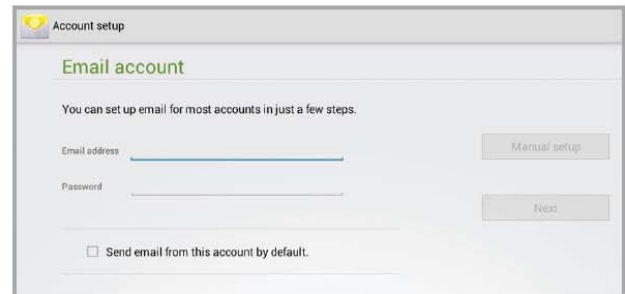 Account setup
Email account
You can set up email for most accounts in just a few steps.
Email address
Manual setup
Password
Next
Send email from this account by default.